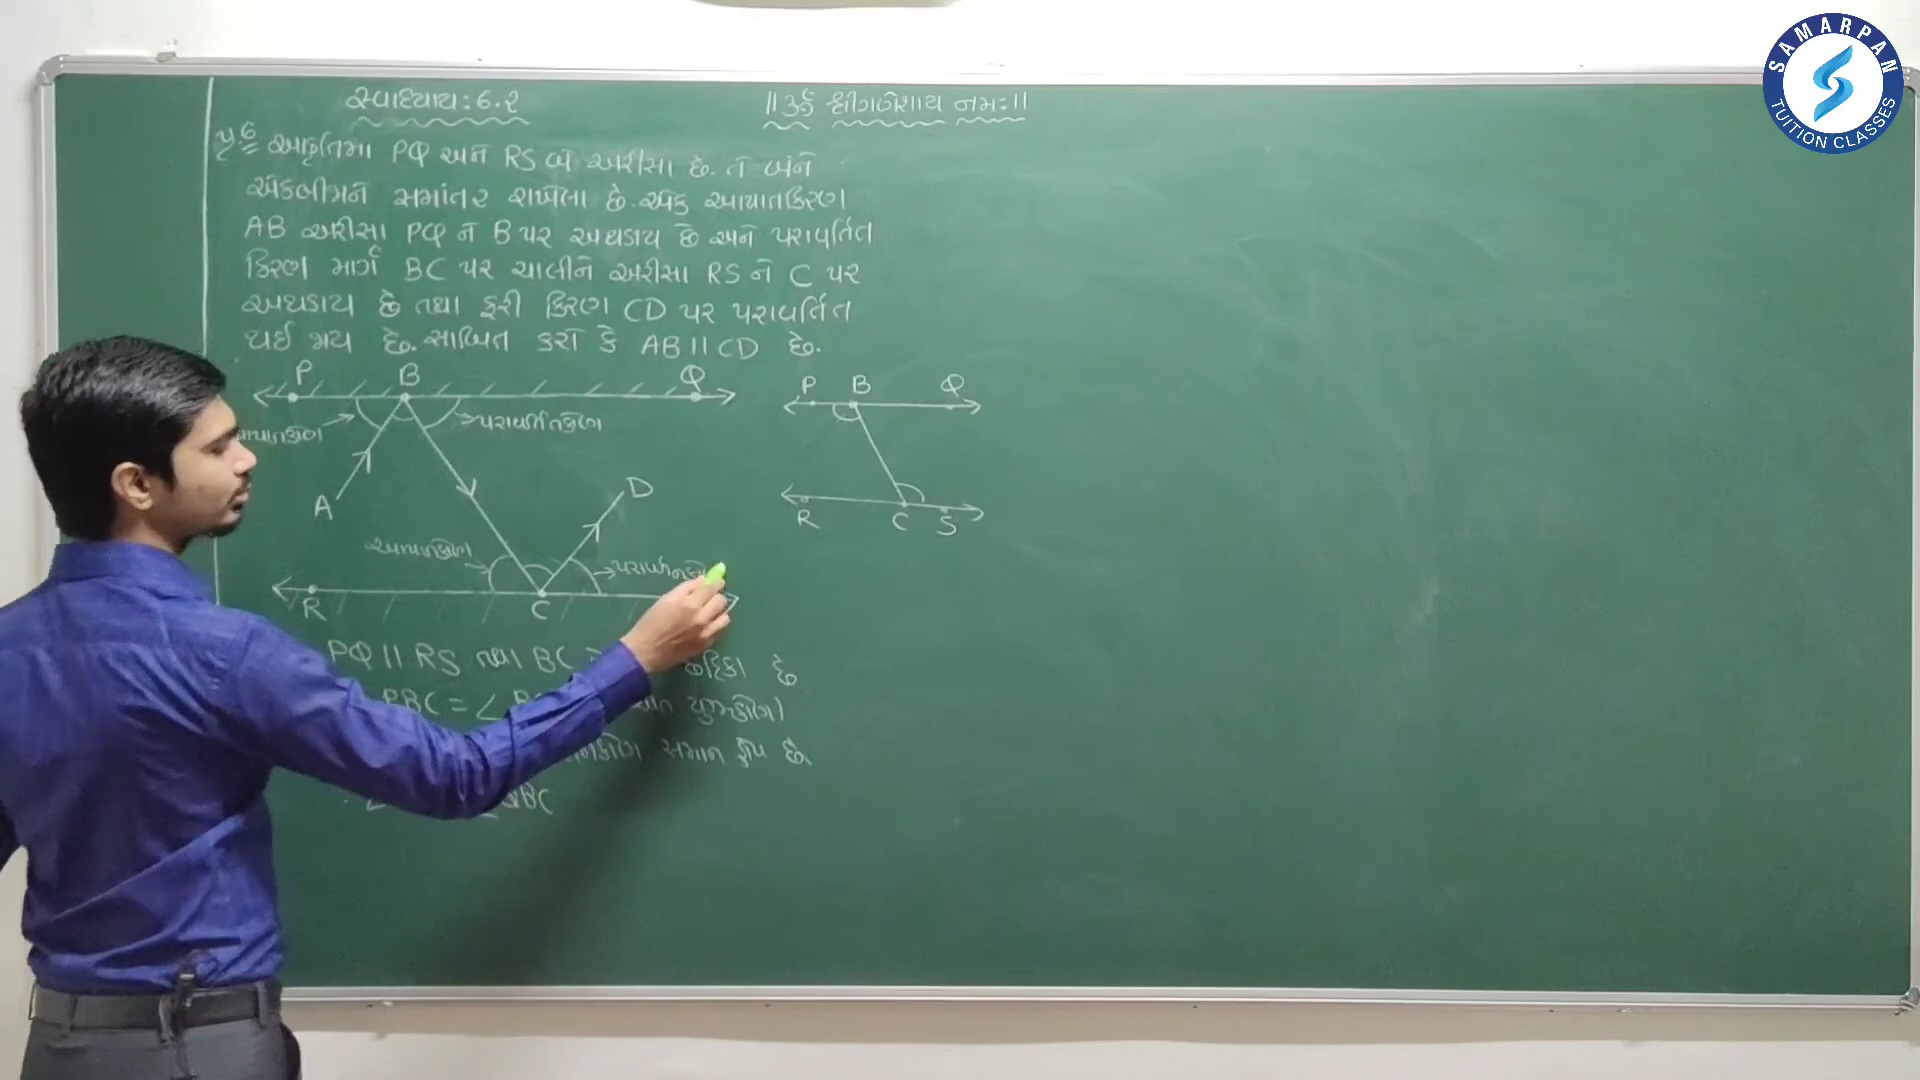 સ્વાધ્યાય: 6.2
||ૐ શ્રી ગણેશાય નમઃ||
પ્ર.6 આકૃતિમા PQ અને RS બે અરીસા છે. તે બંને
એકબીજાને સમાંતર રાખેલા છે. એક આપાતકિરણ
AB અરીસા PQ ને B પર અથડાય છે અને પરાવર્તિત
કિરણ માર્ગ BC પર ચાલીને અરીસા RS ને C પર
અથડાય છે તથા ફરી કિરણ CD પર પરાવર્તિત
થઈ જાય છે. સાબિત કરો કે AB || CD છે.
P B Q
પરાવર્તિતકોણ
A
D
આપાતકોણ
R C
P B Q
R C S
PQ || RS તથા BC છેદિકા છે
PBC = ∠
યુગ્મકોણ)
સમાન હોય છે.
SAMARPAN
TUITION CLASSES